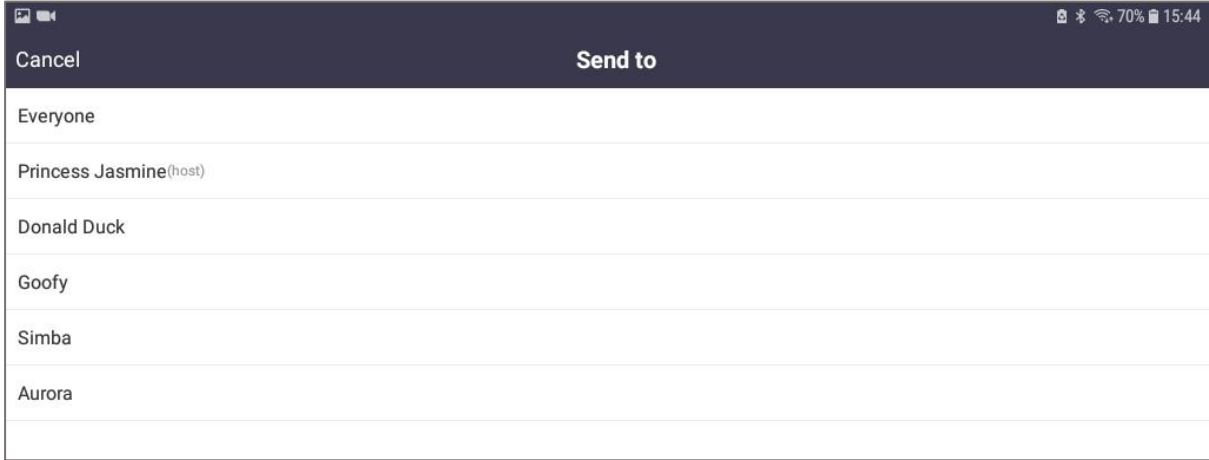 70% 15:44
Cancel Send to
Everyone
Princess Jasmine(host)
Donald Duck
Goofy
Simba
Aurora